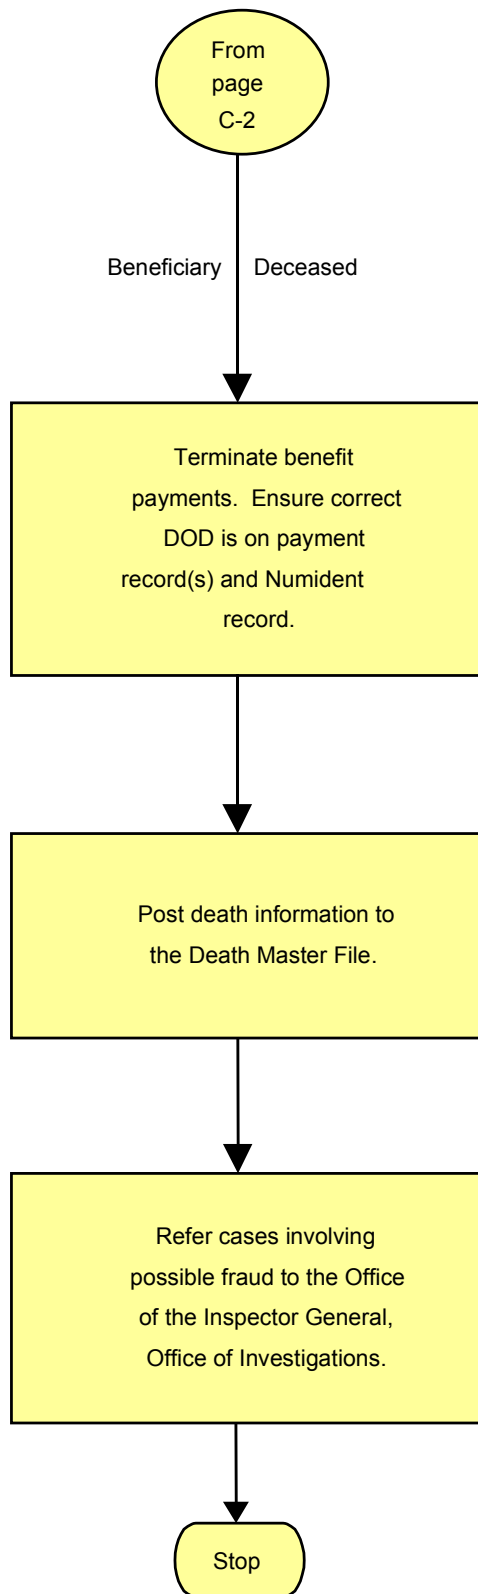 From
page
C-2
Beneficiary Deceased
Terminate benefit
payments. Ensure correct
DOD is on payment
record(s) and Numident
record.
Post death information to
the Death Master File.
Refer cases involving
possible fraud to the Office
of the Inspector General,
Office of Investigations.
Stop